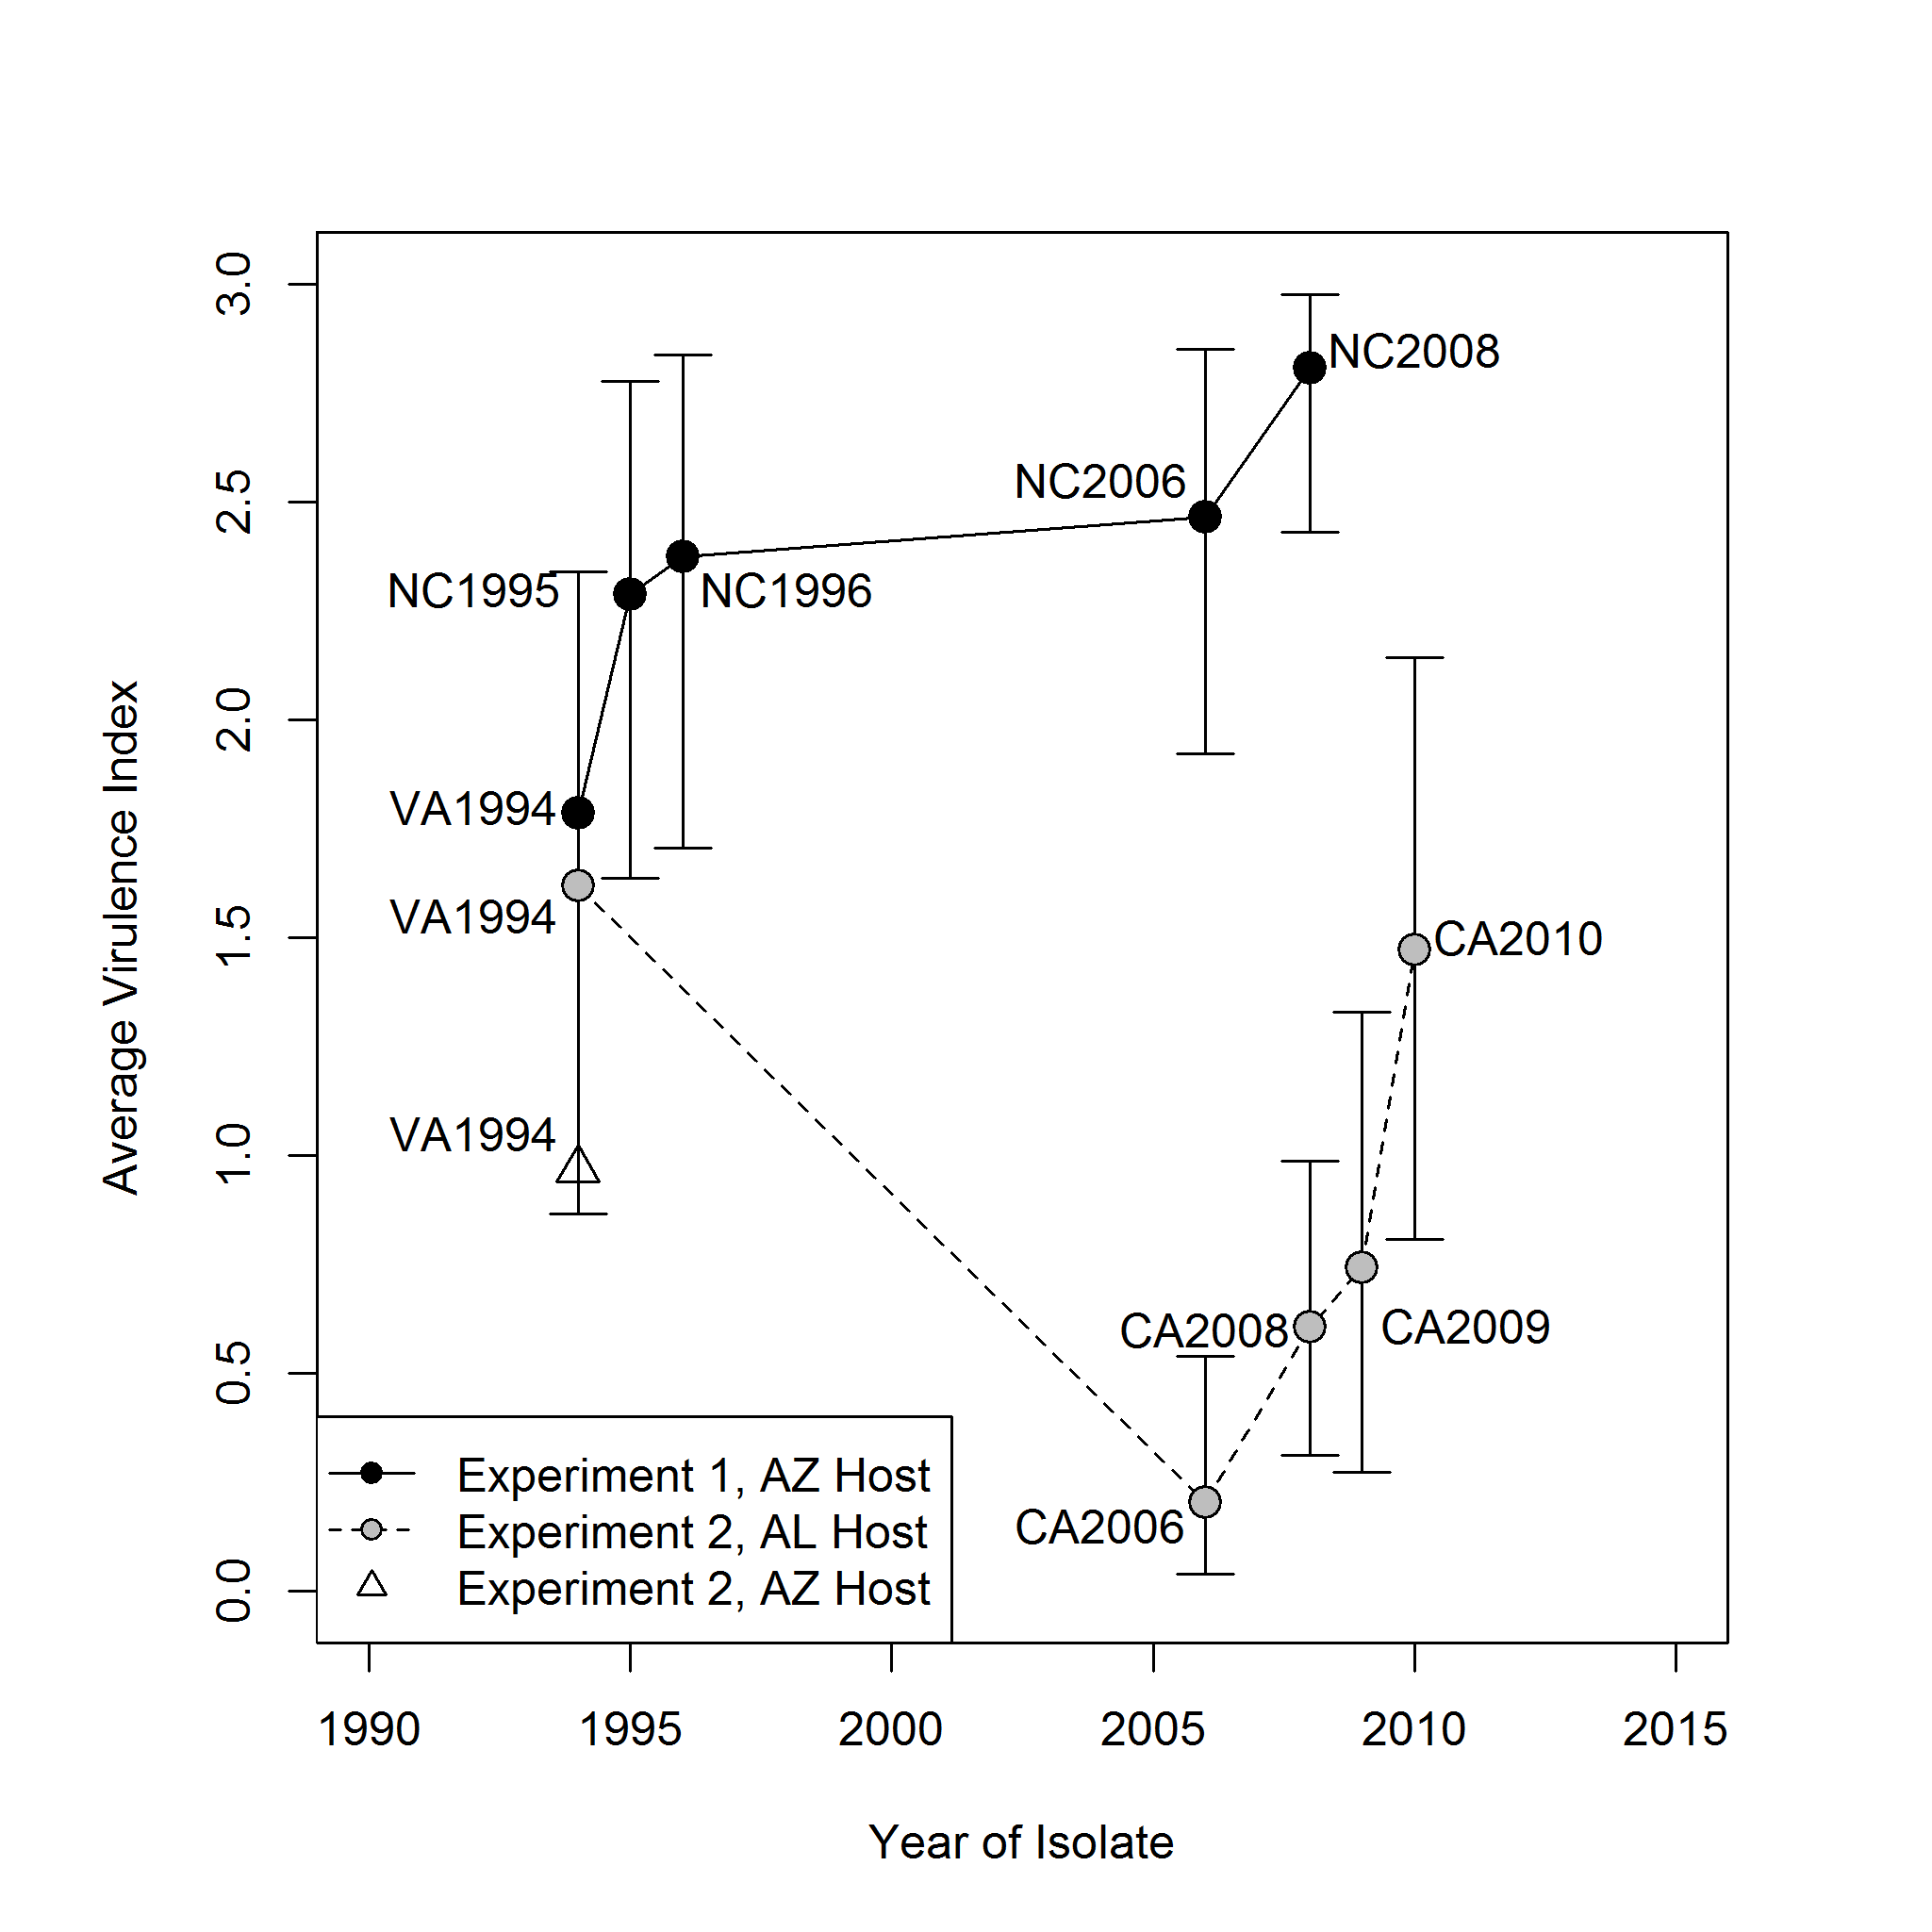 3.0
2.5
2.0
1.5
1.0
0.5
0.0
Average Virulence Index
NC2008
NC2006
NC1995
NC1996
VA1994
VA1994
CA2010
VA1994
CA2008
CA2009
CA2006
Experiment 1, AZ Host
Experiment 2, AL Host
Experiment 2, AZ Host
1990 1995 2000 2005 2010 2015
Year of Isolate